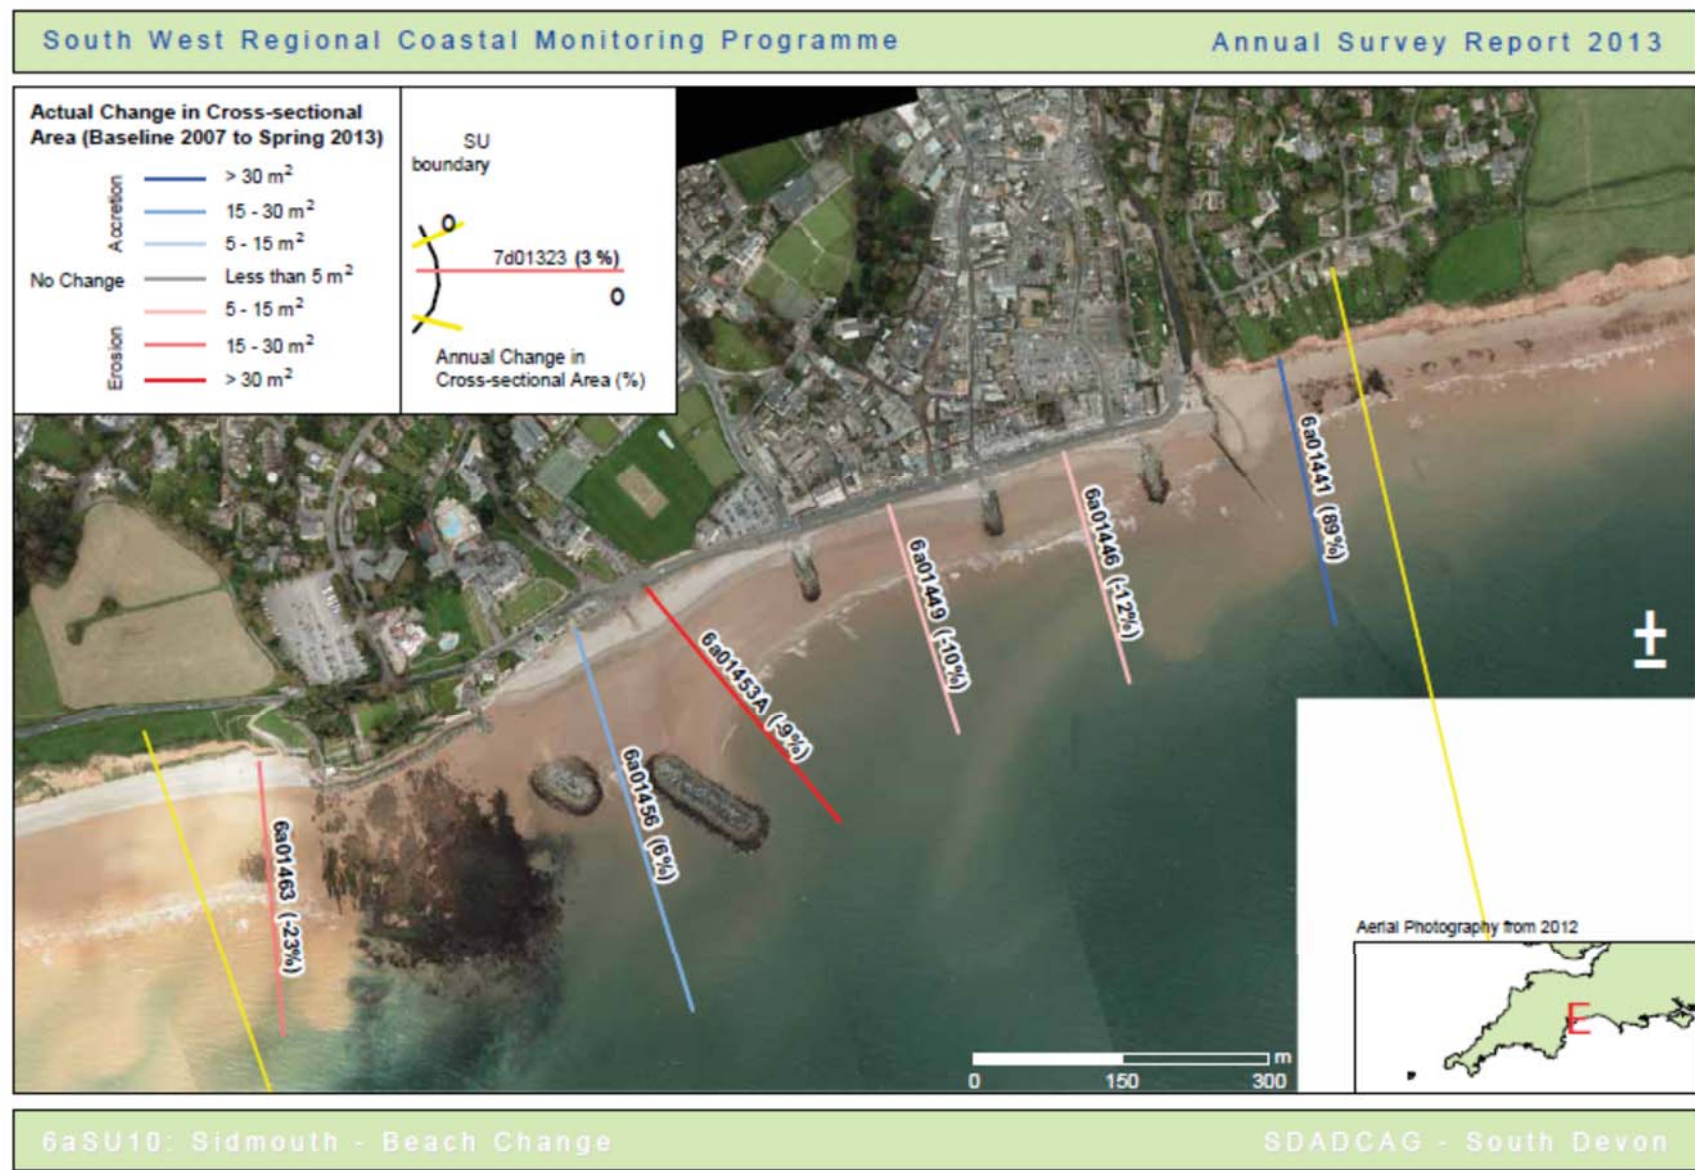 South West Regional Coastal Monitoring Programme
Annual Survey Report 2013
Actual Change in Cross-sectional
Area (Baseline 2007 to Spring 2013)
Accretion
> 30 m²
15 - 30 m²
5 - 15 m²
No Change
Less than 5 m²
Erosion
5 - 15 m²
15 - 30 m²
> 30 m²
SU
boundary
7d01323 (3 %)
Annual Change in
Cross-sectional Area (%)
6a01441 (89%)
6a01446 (-12%)
6a01449 (-10%)
6a01453A (-9%)
6a01456 (6%)
6a01463 (-23%)
Aerial Photography from 2012
E
m
0 150 300
6aSU10: Sidmouth - Beach Change
SDADCAG - South Devon